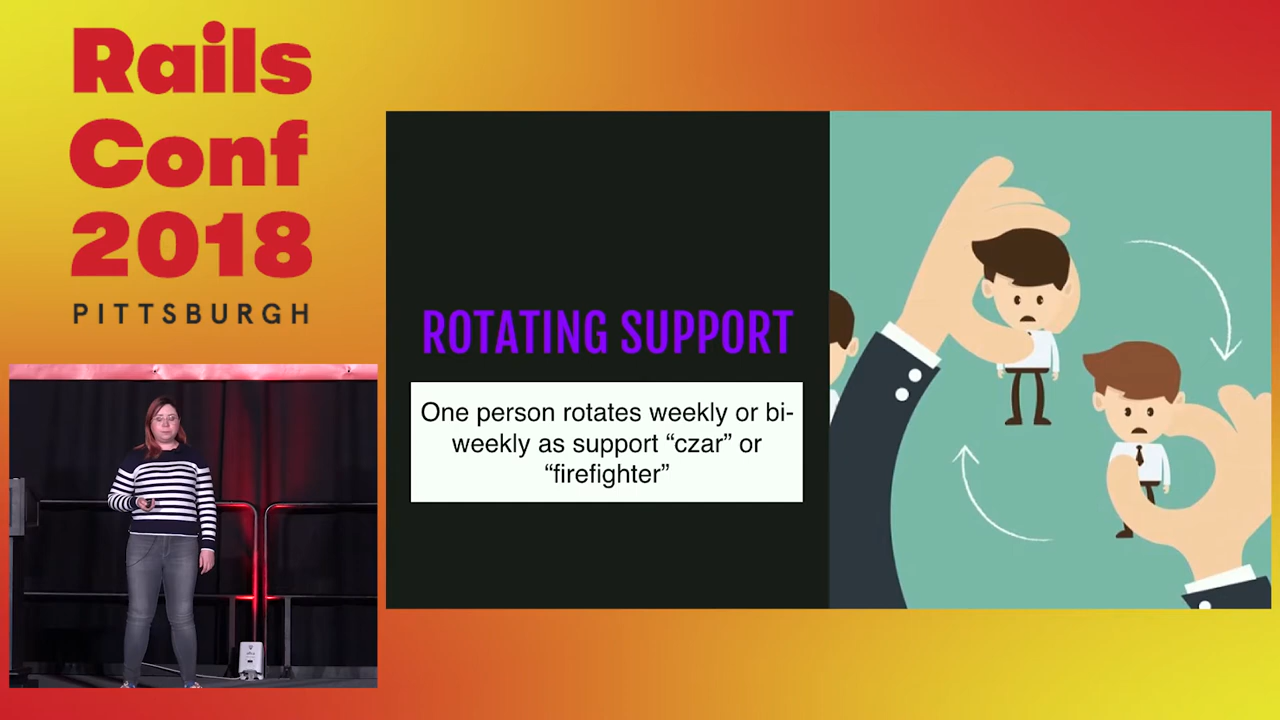 Rails
Conf
2018
PITTSBURGH
ROTATING SUPPORT
One person rotates weekly or bi-
weekly as support “czar” or
“firefighter”